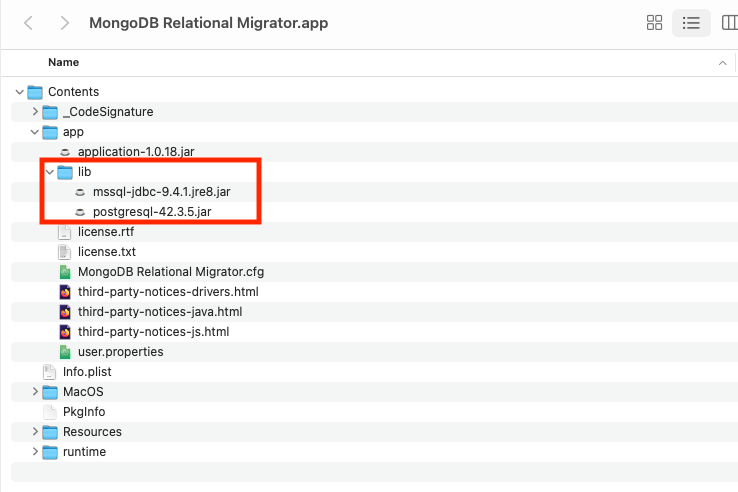 MongoDB Relational Migrator.app
Name
Contents
_CodeSignature
app
application-1.0.18.jar
lib
mssql-jdbc-9.4.1.jre8.jar
postgresql-42.3.5.jar
license.rtf
license.txt
MongoDB Relational Migrator.cfg
third-party-notices-drivers.html
third-party-notices-java.html
third-party-notices-js.html
user.properties
Info.plist
MacOS
PkgInfo
Resources
runtime